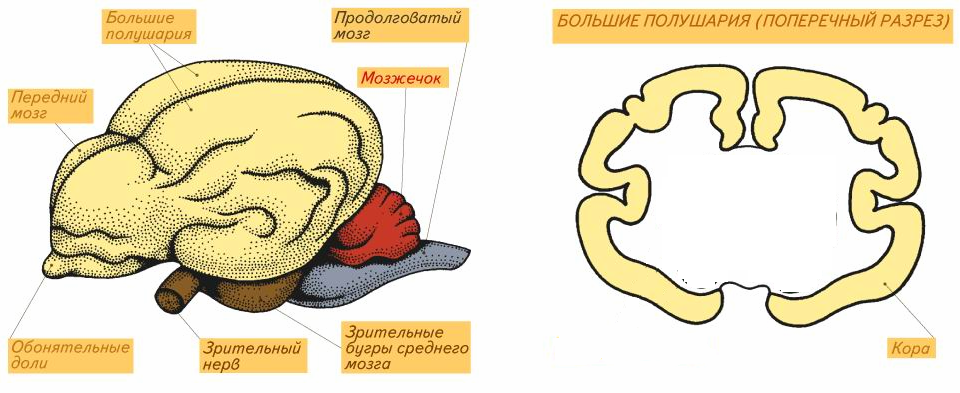 Большие
полушария
Продолговатый
мозг
БОЛЬШИЕ ПОЛУШАРИЯ (ПОПЕРЕЧНЫЙ РАЗРЕЗ)
Мозжечок
Передний
мозг
Обонятельные
доли
Зрительный
нерв
Зрительные
бугры среднего
мозга
Кора